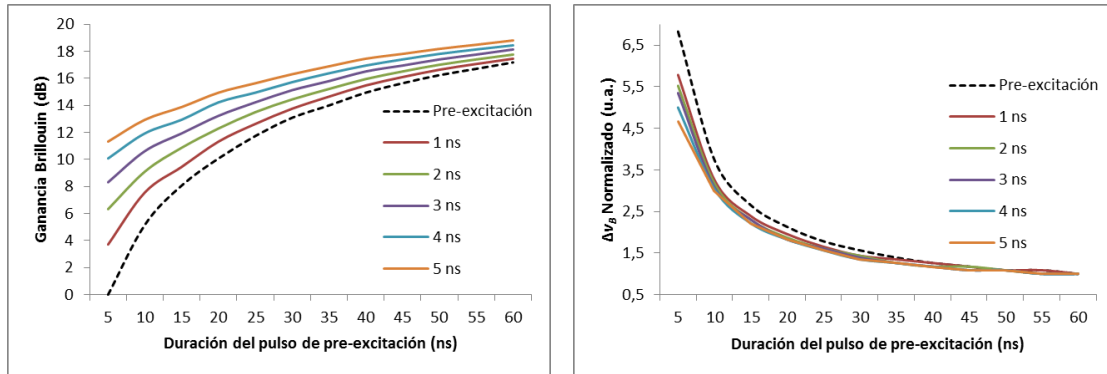 Ganancia Brillouin (dB)
20
18
16
14
12
10
8
6
4
2
0
5 10 15 20 25 30 35 40 45 50 55 60
Duración del pulso de pre-excitación (ns)
Pre-excitación
1 ns
2 ns
3 ns
4 ns
5 ns
Δν_B Normalizado (u.a.)
6,5
5,5
4,5
3,5
2,5
1,5
0,5
5 10 15 20 25 30 35 40 45 50 55 60
Duración del pulso de pre-excitación (ns)
Pre-excitación
1 ns
2 ns
3 ns
4 ns
5 ns